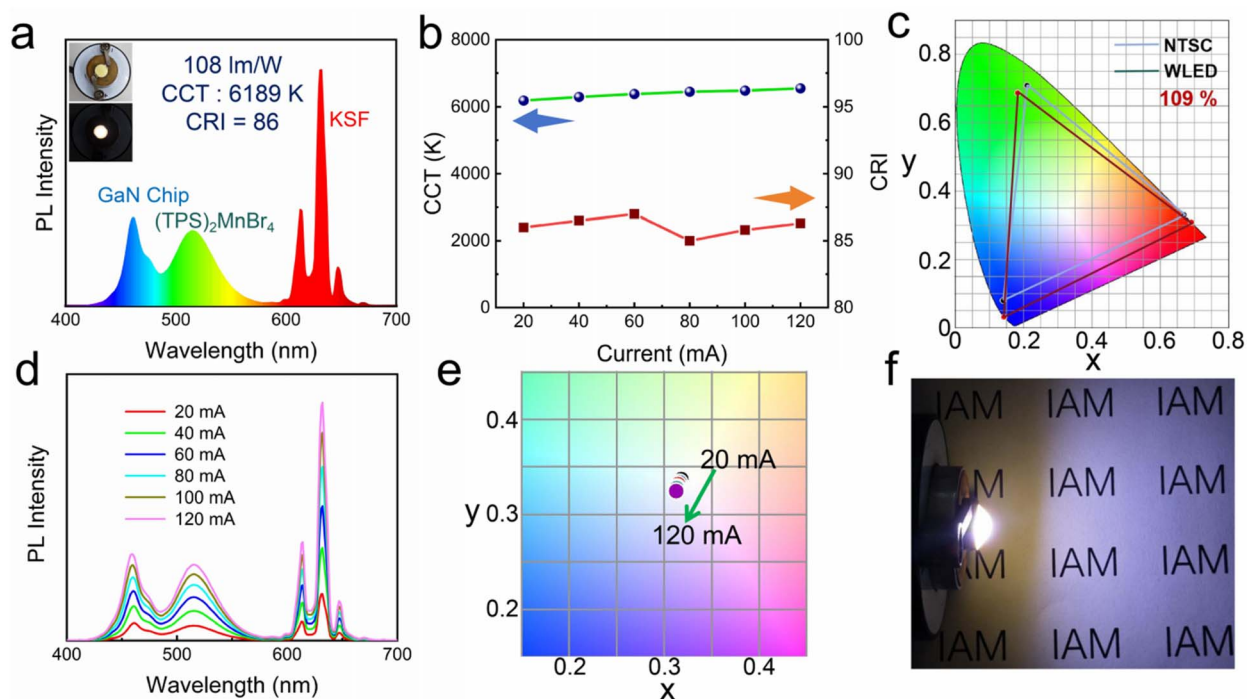 a
108 lm/W
CCT : 6189 K
CRI = 86
KSF
GaN Chip
(TPS)₂MnBr₄
PL Intensity
400
500
600
700
Wavelength (nm)
b
8000
6000
4000
2000
0
CCT (K)
100
95
90
85
80
CRI
20
40
60
80
100
120
Current (mA)
c
NTSC
WLED
109 %
0.8
0.6
0.4
0.2
0
y
0
0.2
0.4
0.6
0.8
x
d
20 mA
40 mA
60 mA
80 mA
100 mA
120 mA
PL Intensity
400
500
600
700
Wavelength (nm)
e
0.4
0.3
0.2
y
20 mA
120 mA
0.2
0.3
0.4
x
f
IAM IAM IAM
AM IAM IAM
AM IAM IAM
IAM IAM IAM